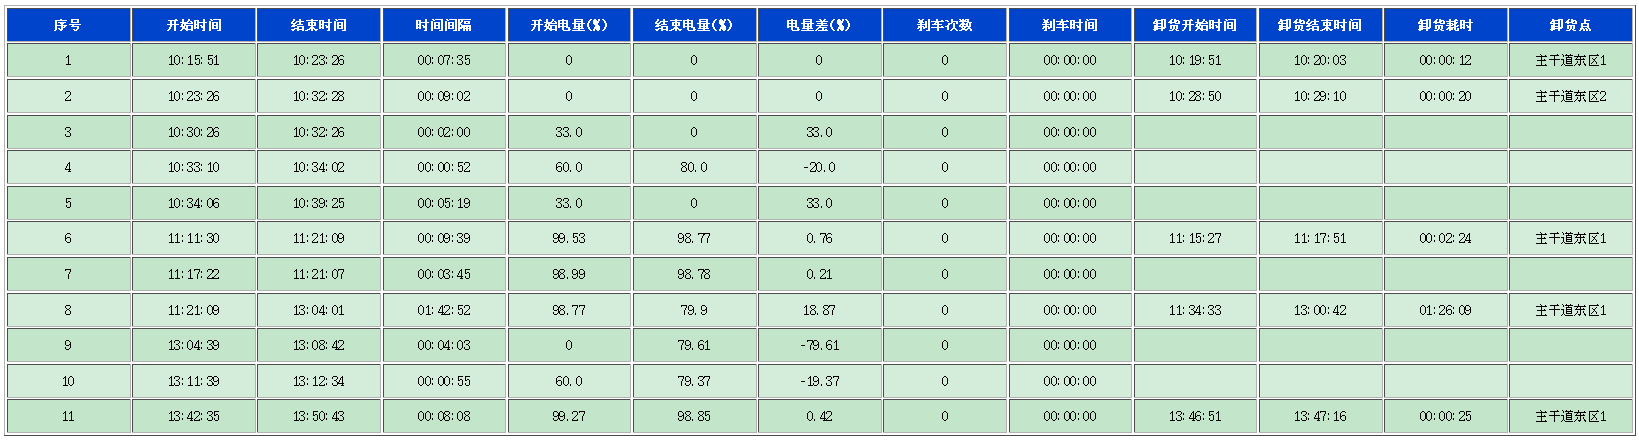 序号 开始时间 结束时间 时间间隔 开始电量(%) 结束电量(%) 电量差(%) 刹车次数 刹车时间 卸货开始时间 卸货结束时间 卸货耗时 卸货点
1 10:15:51 10:23:26 00:07:35 0 0 0 0 00:00:00 10:19:51 10:20:03 00:00:12 主干道东区1
2 10:23:26 10:32:28 00:09:02 0 0 0 0 00:00:00 10:28:50 10:29:10 00:00:20 主干道东区2
3 10:30:26 10:32:26 00:02:00 33.0 0 33.0 0 00:00:00
4 10:33:10 10:34:02 00:00:52 60.0 80.0 -20.0 0 00:00:00
5 10:34:06 10:39:25 00:05:19 33.0 0 33.0 0 00:00:00
6 11:11:30 11:21:09 00:09:39 99.53 98.77 0.76 0 00:00:00 11:15:27 11:17:51 00:02:24 主干道东区1
7 11:17:22 11:21:07 00:03:45 98.99 98.78 0.21 0 00:00:00
8 11:21:09 13:04:01 01:42:52 98.77 79.9 18.87 0 00:00:00 11:34:33 13:00:42 01:26:09 主干道东区1
9 13:04:39 13:08:42 00:04:03 0 79.61 -79.61 0 00:00:00
10 13:11:39 13:12:34 00:00:55 60.0 79.37 -19.37 0 00:00:00
11 13:42:35 13:50:43 00:08:08 99.27 98.85 0.42 0 00:00:00 13:46:51 13:47:16 00:00:25 主干道东区1